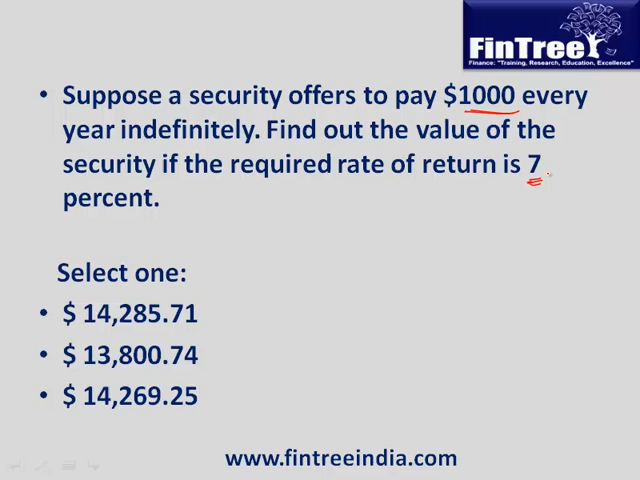 FinTree
Finance: "Training, Research, Education, Excellence"
• Suppose a security offers to pay $1000 every
year indefinitely. Find out the value of the
security if the required rate of return is 7
percent.
Select one:
• $ 14,285.71
• $ 13,800.74
• $ 14,269.25
www.fintreeindia.com